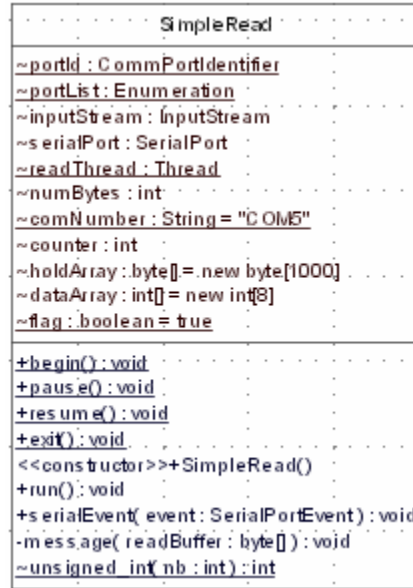 SimpleRead
~portId : CommPortIdentifier
~portList : Enumeration
~inputStream : InputStream
~serialPort : SerialPort
~readThread : Thread
~numBytes : int
~comNumber : String = "COM5"
~counter : int
~holdArray : byte[] = new byte[1000]
~dataArray : int[] = new int[8]
~flag : boolean = true
+begin() : void
+pause() : void
+resume() : void
+exit() : void
<<constructor>>+SimpleRead()
+run() : void
+serialEvent( event : SerialPortEvent ) : void
-message( readBuffer : byte[] ) : void
~unsigned_int( nb : int ) : int